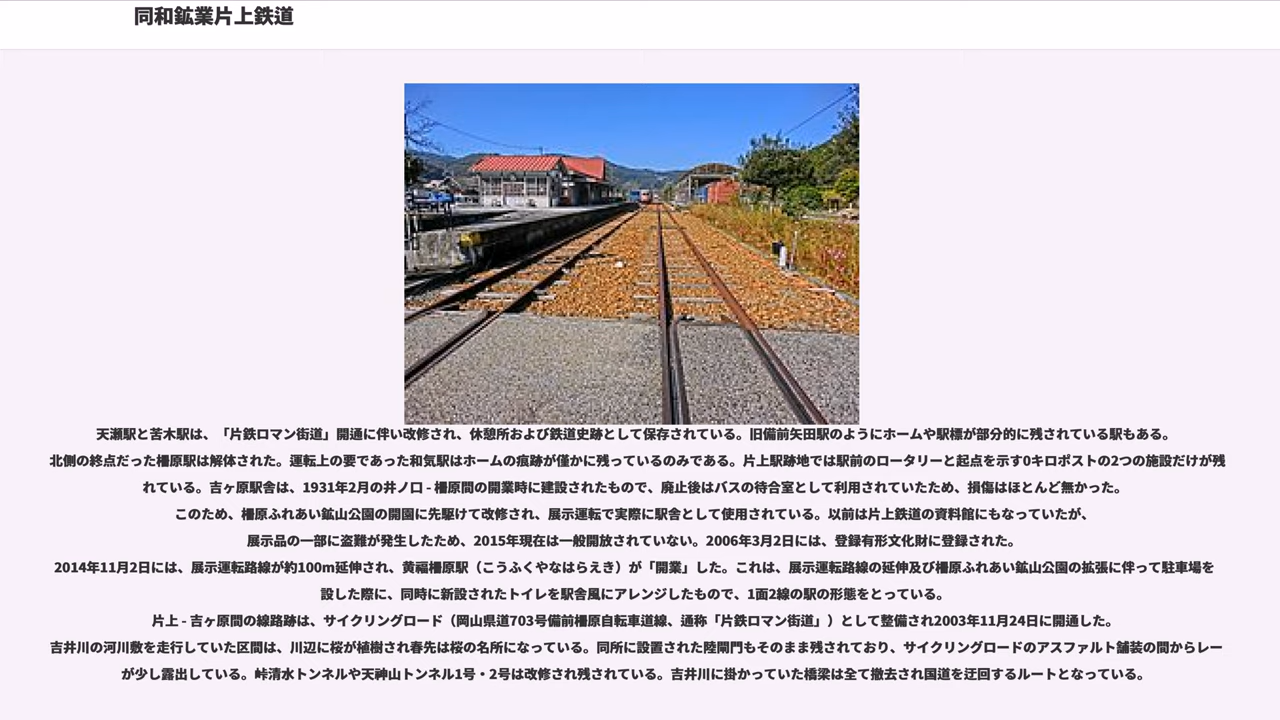 同和鉱業片上鉄道
天瀬駅と苦木駅は、「片鉄ロマン街道」開通に伴い改修され、休憩所および鉄道史跡として保存されている。旧備前矢田駅のようにホームや駅標が部分的に残されている駅もある。
北側の終点だった柵原駅は解体された。運転上の要であった和気駅はホームの痕跡が僅かに残っているのみである。片上駅跡地では駅前のロータリーと起点を示す0キロポストの2つの施設だけが残
れている。吉ヶ原駅舎は、1931年2月の井ノ口 - 柵原間の開業時に建設されたもので、廃止後はバスの待合室として利用されていたため、損傷はほとんど無かった。
このため、柵原ふれあい鉱山公園の開園に先駆けて改修され、展示運転で実際に駅舎として使用されている。以前は片上鉄道の資料館にもなっていたが、
展示品の一部に盗難が発生したため、2015年現在は一般開放されていない。2006年3月2日には、登録有形文化財に登録された。
2014年11月2日には、展示運転路線が約100m延伸され、黄福柵原駅（こうふくやなはらえき）が「開業」した。これは、展示運転路線の延伸及び柵原ふれあい鉱山公園の拡張に伴って駐車場を
設した際に、同時に新設されたトイレを駅舎風にアレンジしたもので、1面2線の駅の形態をとっている。
片上 - 吉ヶ原間の線路跡は、サイクリングロード（岡山県道703号備前柵原自転車道線、通称「片鉄ロマン街道」）として整備され2003年11月24日に開通した。
吉井川の河川敷を走行していた区間は、川辺に桜が植樹され春先は桜の名所になっている。同所に設置された陸閘門もそのまま残されており、サイクリングロードのアスファルト舗装の間からレー
が少し露出している。峠清水トンネルや天神山トンネル1号・2号は改修され残されている。吉井川に掛かっていた橋梁は全て撤去され国道を迂回するルートとなっている。